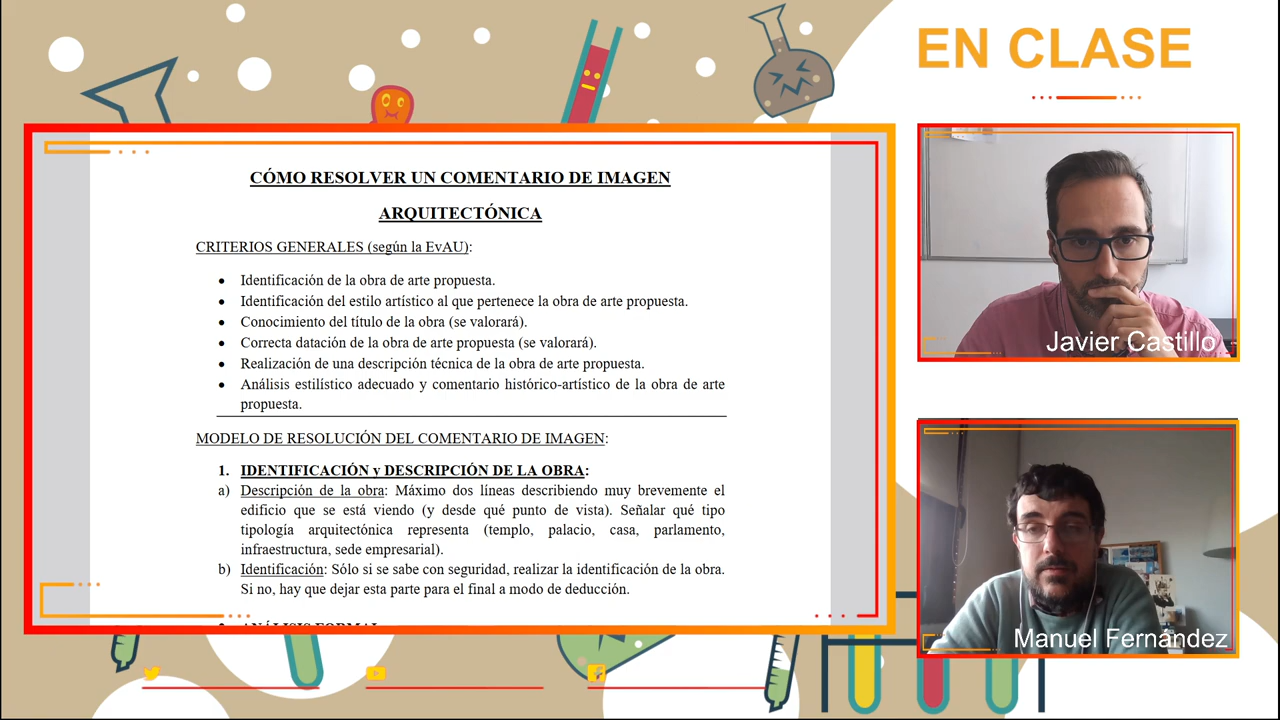 EN CLASE
CÓMO RESOLVER UN COMENTARIO DE IMAGEN
ARQUITECTÓNICA
CRITERIOS GENERALES (según la EvAU):
• Identificación de la obra de arte propuesta.
• Identificación del estilo artístico al que pertenece la obra de arte propuesta.
• Conocimiento del título de la obra (se valorará).
• Correcta datación de la obra de arte propuesta (se valorará).
• Realización de una descripción técnica de la obra de arte propuesta.
• Análisis estilístico adecuado y comentario histórico-artístico de la obra de arte
propuesta.
MODELO DE RESOLUCIÓN DEL COMENTARIO DE IMAGEN:
1. IDENTIFICACIÓN y DESCRIPCIÓN DE LA OBRA:
a) Descripción de la obra: Máximo dos líneas describiendo muy brevemente el
edificio que se está viendo (y desde qué punto de vista). Señalar qué tipo
tipología arquitectónica representa (templo, palacio, casa, parlamento,
infraestructura, sede empresarial).
b) Identificación: Sólo si se sabe con seguridad, realizar la identificación de la obra.
Si no, hay que dejar esta parte para el final a modo de deducción.
2. ANÁLISIS FORMAL
Javier Castillo
Manuel Fernández